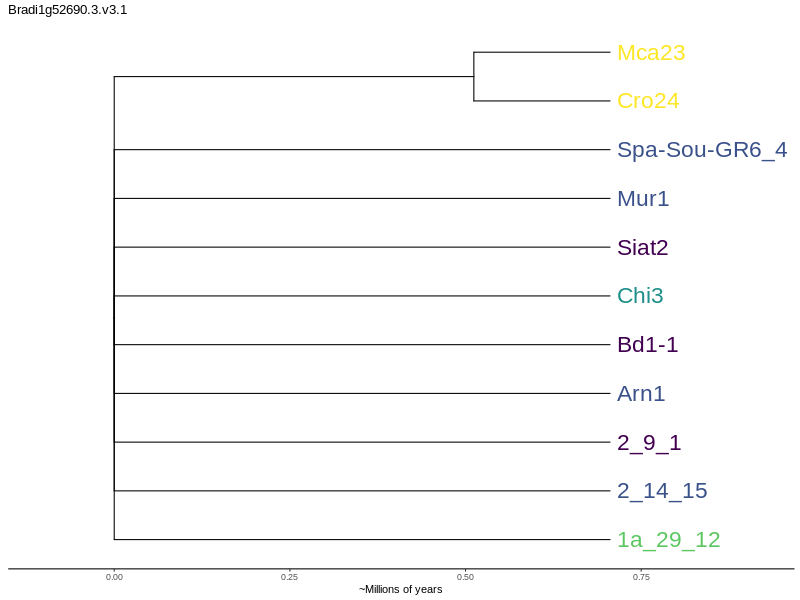 Bradi1g52690.3.v3.1
Mca23
Cro24
Spa-Sou-GR6_4
Mur1
Siat2
Chi3
Bd1-1
Arn1
2_9_1
2_14_15
1a_29_12
0.00 0.25 0.50 0.75
~Millions of years